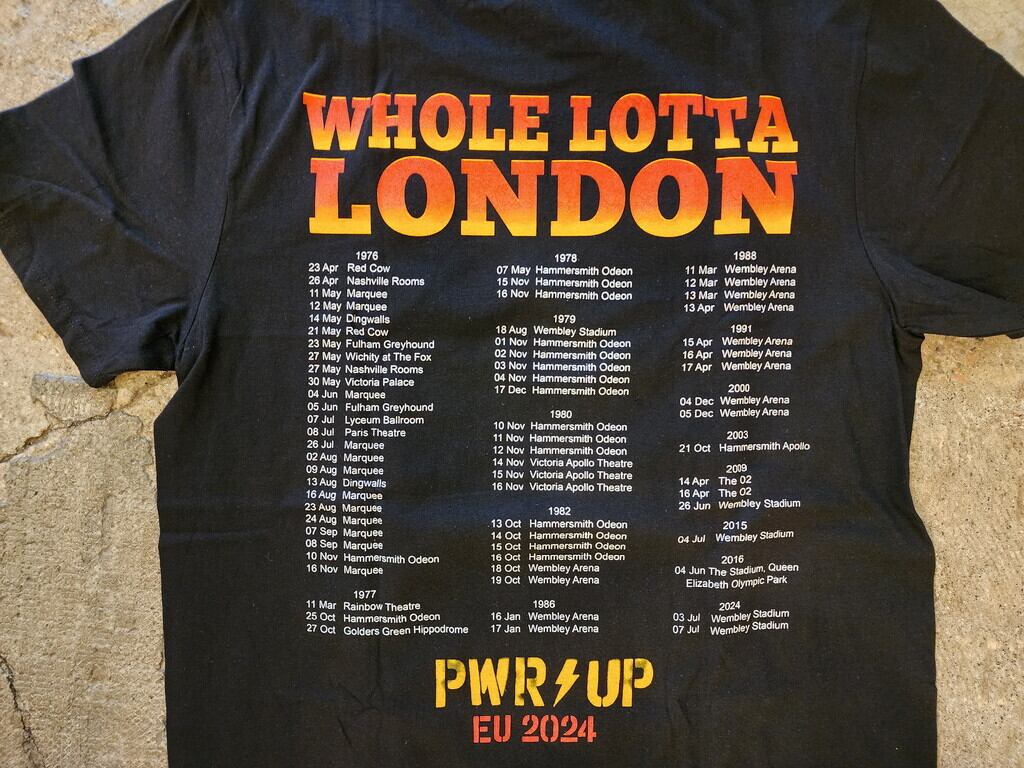 WHOLE LOTTA
LONDON
1976
23 Apr Red Cow
26 Apr Nashville Rooms
11 May Marquee
12 May Marquee
14 May Dingwalls
21 May Red Cow
23 May Fulham Greyhound
27 May Wichity at The Fox
27 May Nashville Rooms
30 May Victoria Palace
04 Jun Marquee
05 Jun Fulham Greyhound
07 Jul Lyceum Ballroom
08 Jul Paris Theatre
26 Jul Marquee
02 Aug Marquee
09 Aug Marquee
13 Aug Dingwalls
16 Aug Marquee
23 Aug Marquee
24 Aug Marquee
07 Sep Marquee
08 Sep Marquee
10 Nov Hammersmith Odeon
16 Nov Marquee
1977
11 Mar Rainbow Theatre
25 Oct Hammersmith Odeon
27 Oct Golders Green Hippodrome
1978
07 May Hammersmith Odeon
15 Nov Hammersmith Odeon
16 Nov Hammersmith Odeon
1979
18 Aug Wembley Stadium
01 Nov Hammersmith Odeon
02 Nov Hammersmith Odeon
03 Nov Hammersmith Odeon
04 Nov Hammersmith Odeon
17 Dec Hammersmith Odeon
1980
10 Nov Hammersmith Odeon
11 Nov Hammersmith Odeon
12 Nov Hammersmith Odeon
14 Nov Victoria Apollo Theatre
15 Nov Victoria Apollo Theatre
16 Nov Victoria Apollo Theatre
1982
13 Oct Hammersmith Odeon
14 Oct Hammersmith Odeon
15 Oct Hammersmith Odeon
16 Oct Hammersmith Odeon
18 Oct Wembley Arena
19 Oct Wembley Arena
1986
16 Jan Wembley Arena
17 Jan Wembley Arena
1988
11 Mar Wembley Arena
12 Mar Wembley Arena
13 Mar Wembley Arena
13 Apr Wembley Arena
1991
15 Apr Wembley Arena
16 Apr Wembley Arena
17 Apr Wembley Arena
2000
04 Dec Wembley Arena
05 Dec Wembley Arena
2003
21 Oct Hammersmith Apollo
2009
14 Apr The O2
16 Apr The O2
26 Jun Wembley Stadium
2015
04 Jul Wembley Stadium
2016
04 Jun The Stadium, Queen
Elizabeth Olympic Park
2024
03 Jul Wembley Stadium
07 Jul Wembley Stadium
PWR⚡UP
EU 2024